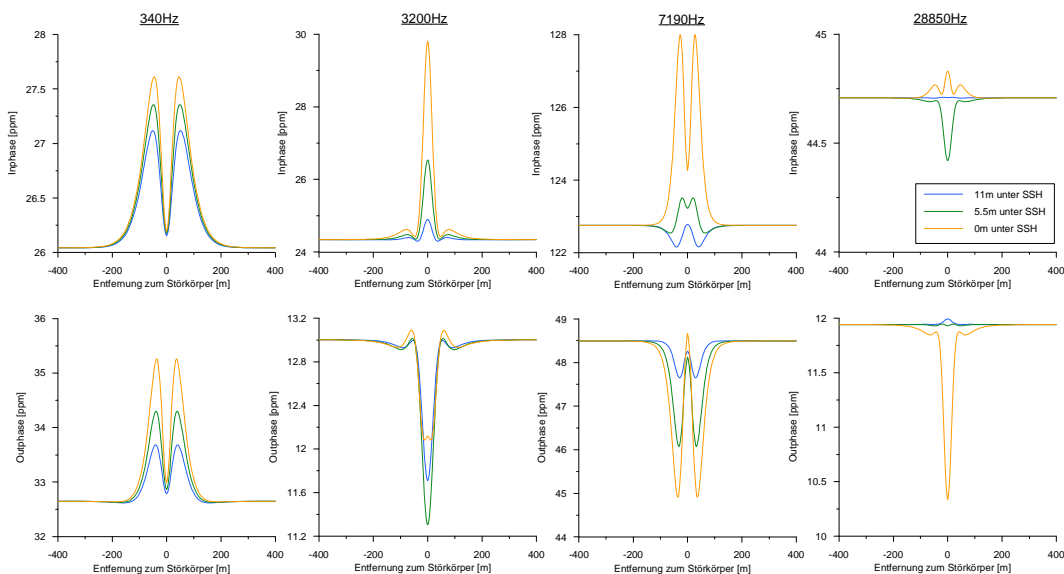 340Hz
3200Hz
7190Hz
28850Hz
28
27.5
27
26.5
26
Inphase [ppm]
-400 -200 0 200 400
Entfernung zum Störkörper [m]
30
29
28
27
26
25
24
Inphase [ppm]
-400 -200 0 200 400
Entfernung zum Störkörper [m]
128
126
124
122
Inphase [ppm]
-400 -200 0 200 400
Entfernung zum Störkörper [m]
45
44.5
44
Inphase [ppm]
11m unter SSH
5.5m unter SSH
0m unter SSH
-400 -200 0 200 400
Entfernung zum Störkörper [m]
36
35
34
33
32
Outphase [ppm]
-400 -200 0 200 400
Entfernung zum Störkörper [m]
13.2
12.8
12.4
12
11.6
11.2
Outphase [ppm]
-400 -200 0 200 400
Entfernung zum Störkörper [m]
49
48
47
46
45
44
Outphase [ppm]
-400 -200 0 200 400
Entfernung zum Störkörper [m]
12
11.5
11
10.5
10
Outphase [ppm]
-400 -200 0 200 400
Entfernung zum Störkörper [m]